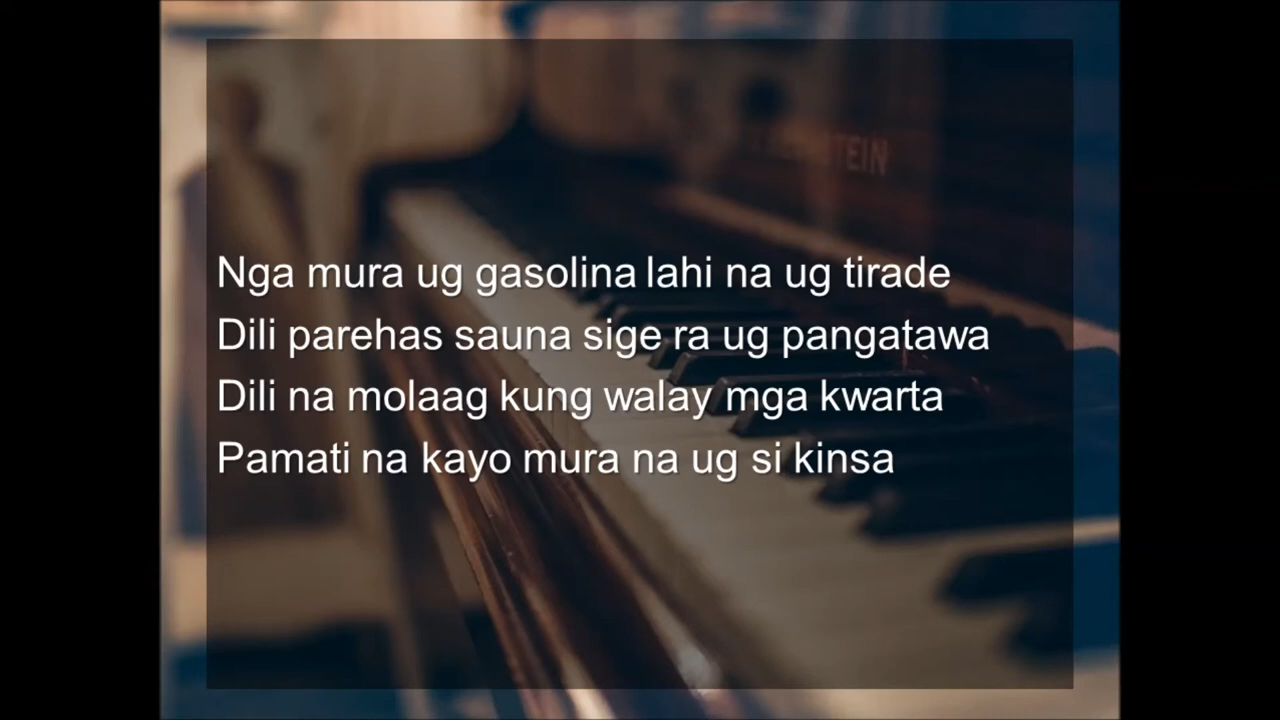 Nga mura ug gasolina lahi na ug tirade
Dili parehas sauna sige ra ug pangatawa
Dili na molaag kung walay mga kwarta
Pamati na kayo mura na ug si kinsa